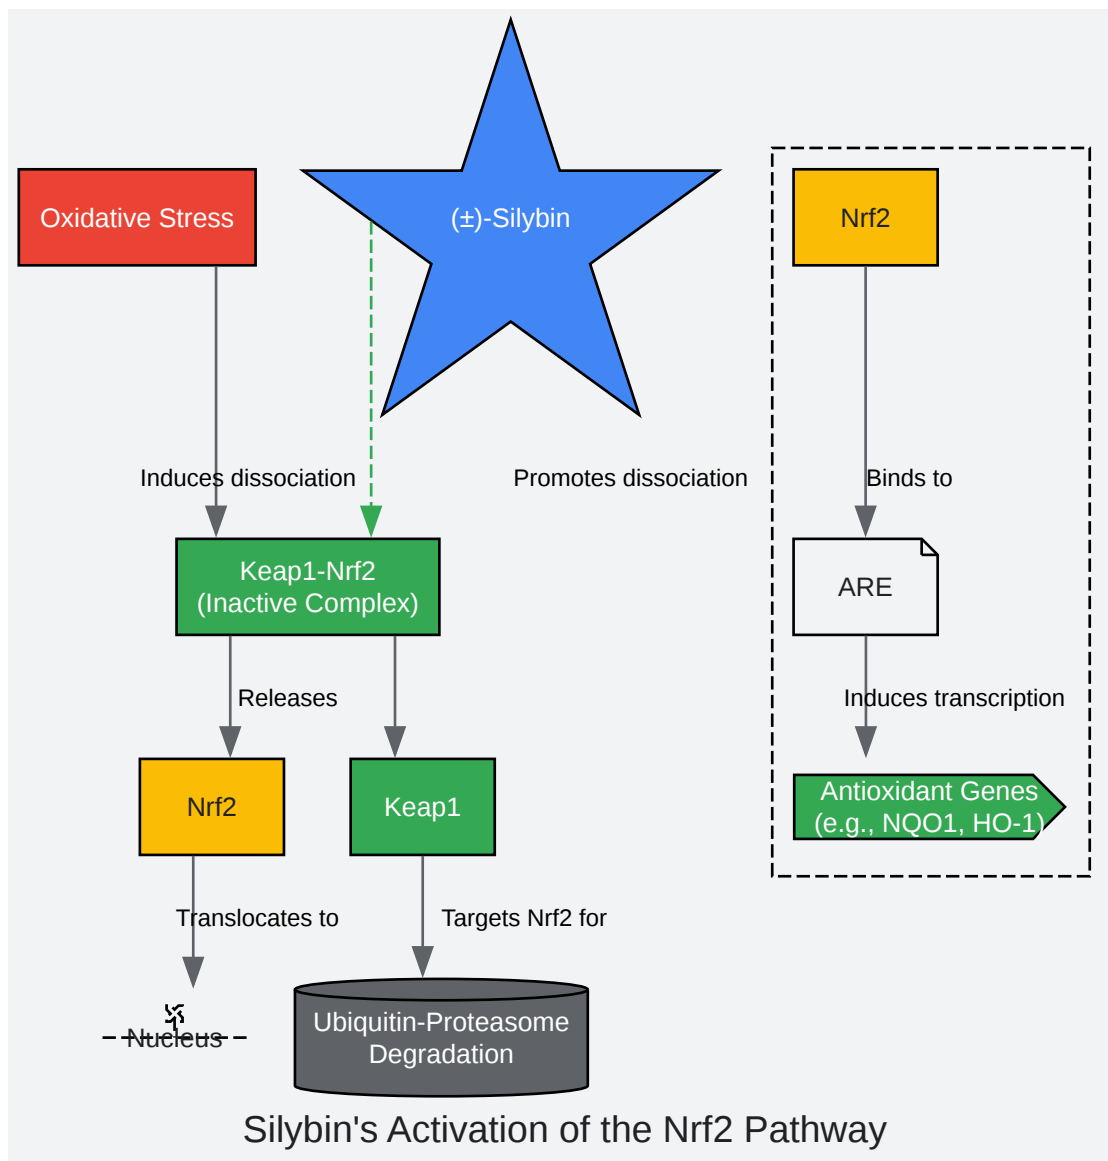 Oxidative Stress
(±)-Silybin
Nrf2
Induces dissociation
Promotes dissociation
Binds to
Keap1-Nrf2
(Inactive Complex)
ARE
Releases
Induces transcription
Nrf2
Keap1
Antioxidant Genes
(e.g., NQO1, HO-1)
Translocates to
Targets Nrf2 for
Nucleus
Ubiquitin-Proteasome
Degradation
Silybin's Activation of the Nrf2 Pathway